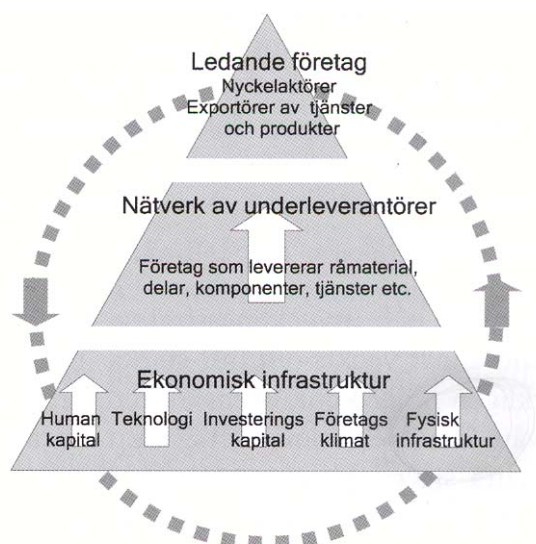 Ledande företag
Nyckelaktörer
Exportörer av tjänster
och produkter
Nätverk av underleverantörer
Företag som levererar råmaterial,
delar, komponenter, tjänster etc.
Ekonomisk infrastruktur
Human
kapital
Teknologi
Investerings
kapital
Företags
klimat
Fysisk
infrastruktur